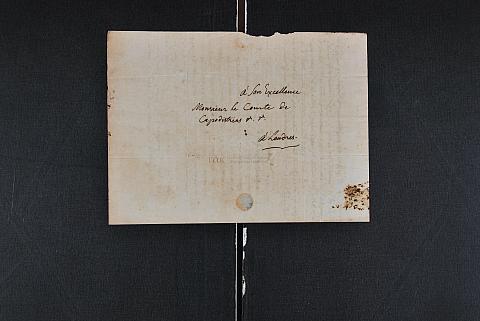 à Son Excellence
Monsieur le Comte de
Capodistrias &. &.
à Londres.